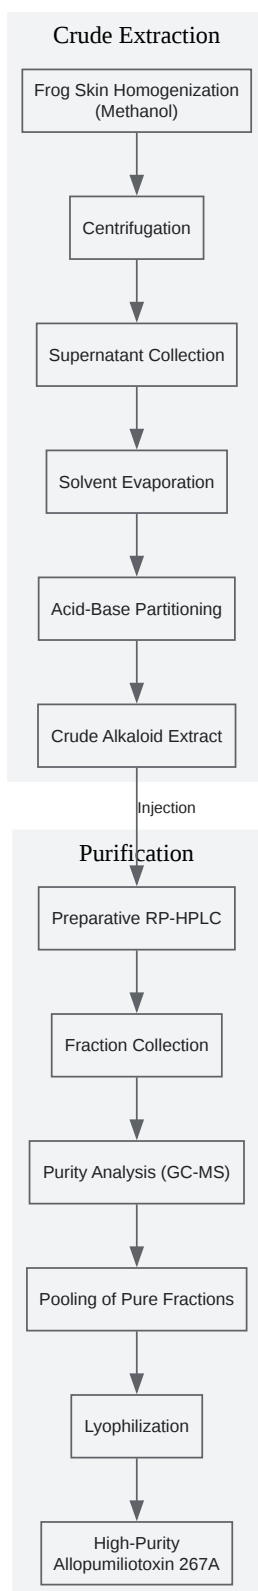 Crude Extraction
Frog Skin Homogenization
(Methanol)
Centrifugation
Supernatant Collection
Solvent Evaporation
Acid-Base Partitioning
Crude Alkaloid Extract
Injection
Purification
Preparative RP-HPLC
Fraction Collection
Purity Analysis (GC-MS)
Pooling of Pure Fractions
Lyophilization
High-Purity
Allopumiliotoxin 267A